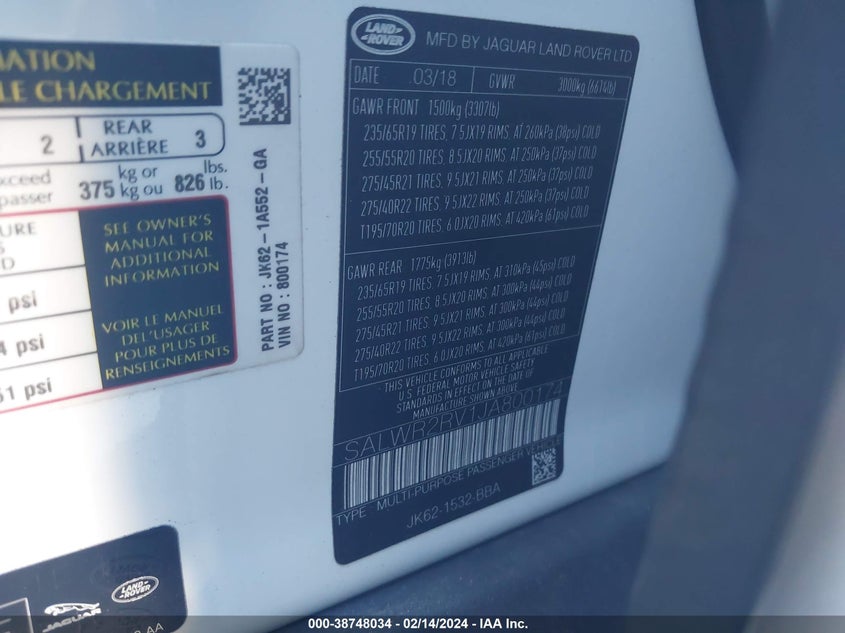 MATION
LE CHARGEMENT
2
REAR
ARRIÈRE 3
xceed
passer
375 kg or
kg ou
826 lbs.
lb.
URE
S
D
SEE OWNER'S
MANUAL FOR
ADDITIONAL
INFORMATION
psi
4 psi
51 psi
VOIR LE MANUEL
DEL'USAGER
POUR PLUS DE
RENSEIGNEMENTS
PART NO : JK62-1A552-GA
VIN NO : 800174
LAND
ROVER
MFD BY JAGUAR LAND ROVER LTD
DATE 03/18 GVWR 3000kg (6614lb)
GAWR FRONT 1500kg (3307lb)
235/65R19 TIRES, 7.5JX19 RIMS, AT 260kPa (38psi) COLD
255/55R20 TIRES, 8.5JX20 RIMS, AT 250kPa (37psi) COLD
275/45R21 TIRES, 9.5JX21 RIMS, AT 250kPa (37psi) COLD
275/40R22 TIRES, 9.5JX22 RIMS, AT 250kPa (37psi) COLD
T195/70R20 TIRES, 6.0JX20 RIMS, AT 420kPa (61psi) COLD
GAWR REAR 1775kg (3913lb)
235/65R19 TIRES, 7.5JX19 RIMS, AT 310kPa (45psi) COLD
255/55R20 TIRES, 8.5JX20 RIMS, AT 300kPa (44psi) COLD
275/45R21 TIRES, 9.5JX21 RIMS, AT 300kPa (44psi) COLD
275/40R22 TIRES, 9.5JX22 RIMS, AT 300kPa (44psi) COLD
T195/70R20 TIRES, 6.0JX20 RIMS, AT 420kPa (61psi) COLD
THIS VEHICLE CONFORMS TO ALL APPLICABLE
U.S. FEDERAL MOTOR VEHICLE SAFETY
STANDARDS IN EFFECT ON THE DATE OF
MANUFACTURE SHOWN ABOVE
SALWR2RV1JA800174
TYPE: MULTI-PURPOSE PASSENGER VEHICLE
JK62-1532-BBA
JAGUAR
LAND
ROVER
AA
000-38748034 - 02/14/2024 - IAA Inc.